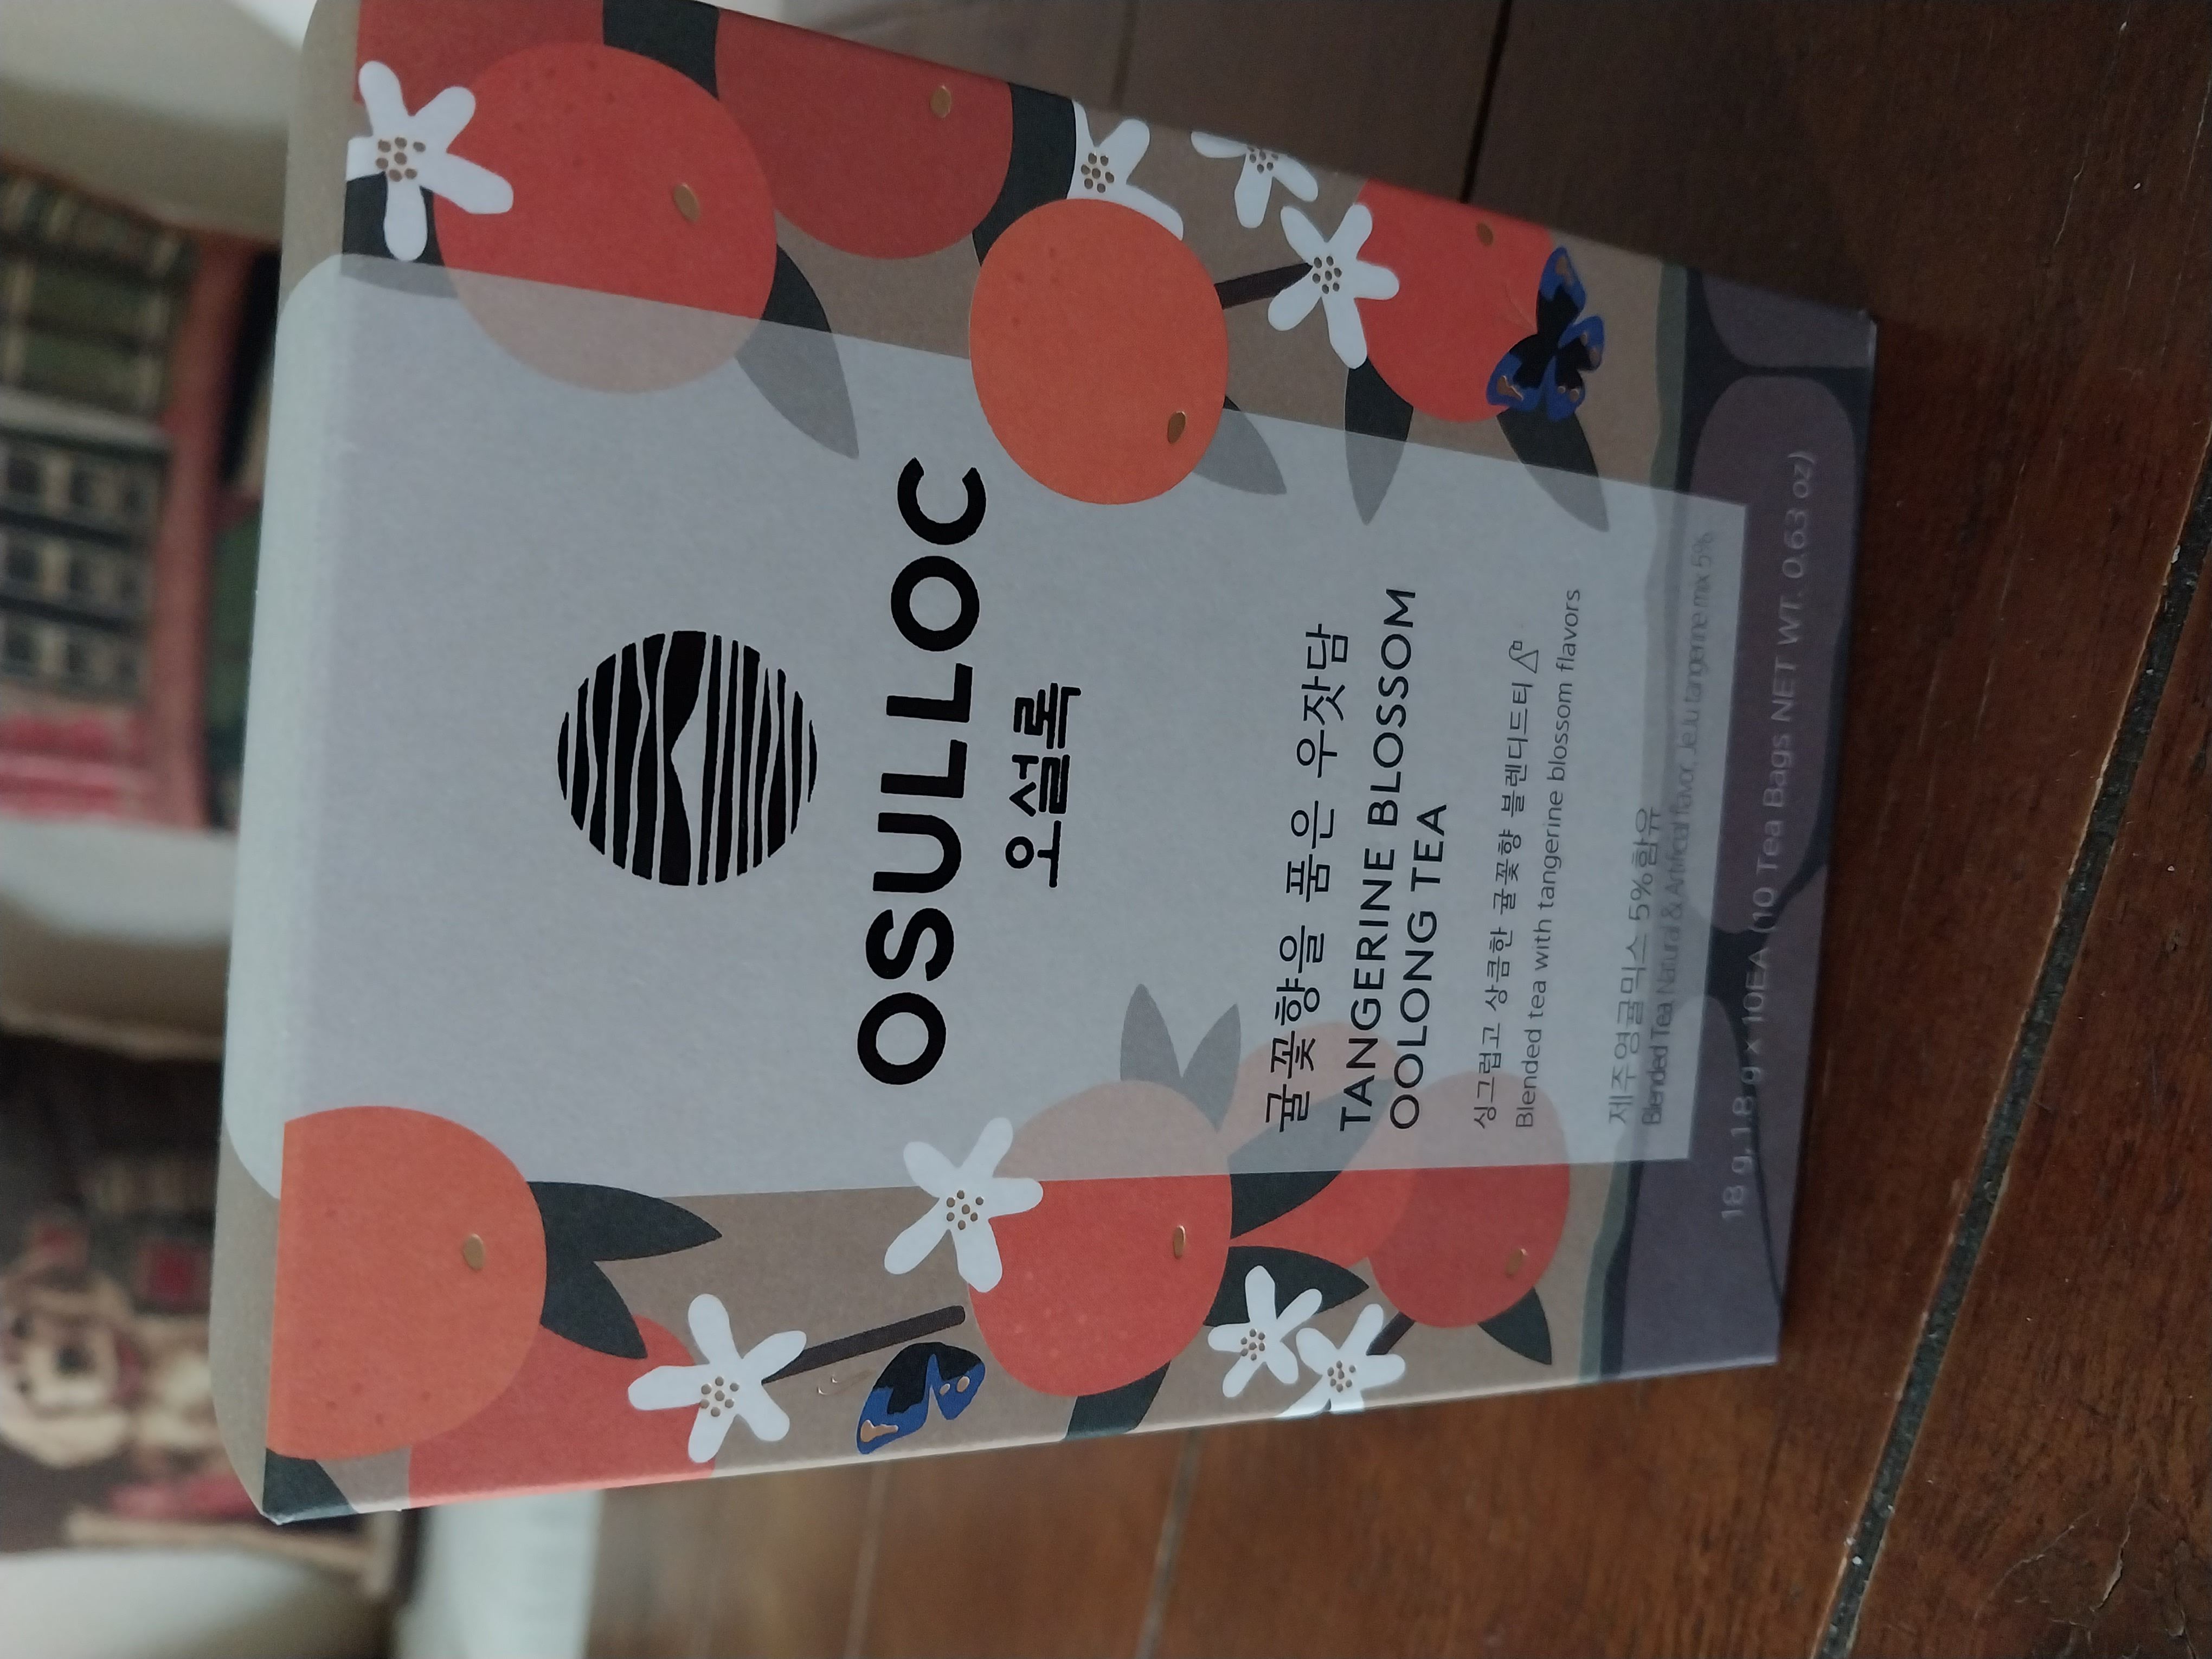 OSULLOC
오설록
귤꽃향을 품은 우잣담
TANGERINE BLOSSOM
OOLONG TEA
싱그럽고 상큼한 귤꽃향 블렌디드티
Blended tea with tangerine blossom flavors
제주영귤믹스 5%함유
Blended Tea Natural & Artificial flavor, Jeju tangerine mix 5%
18 g, 1.8 g × 10EA (10 Tea Bags NET WT. 0.63 oz)